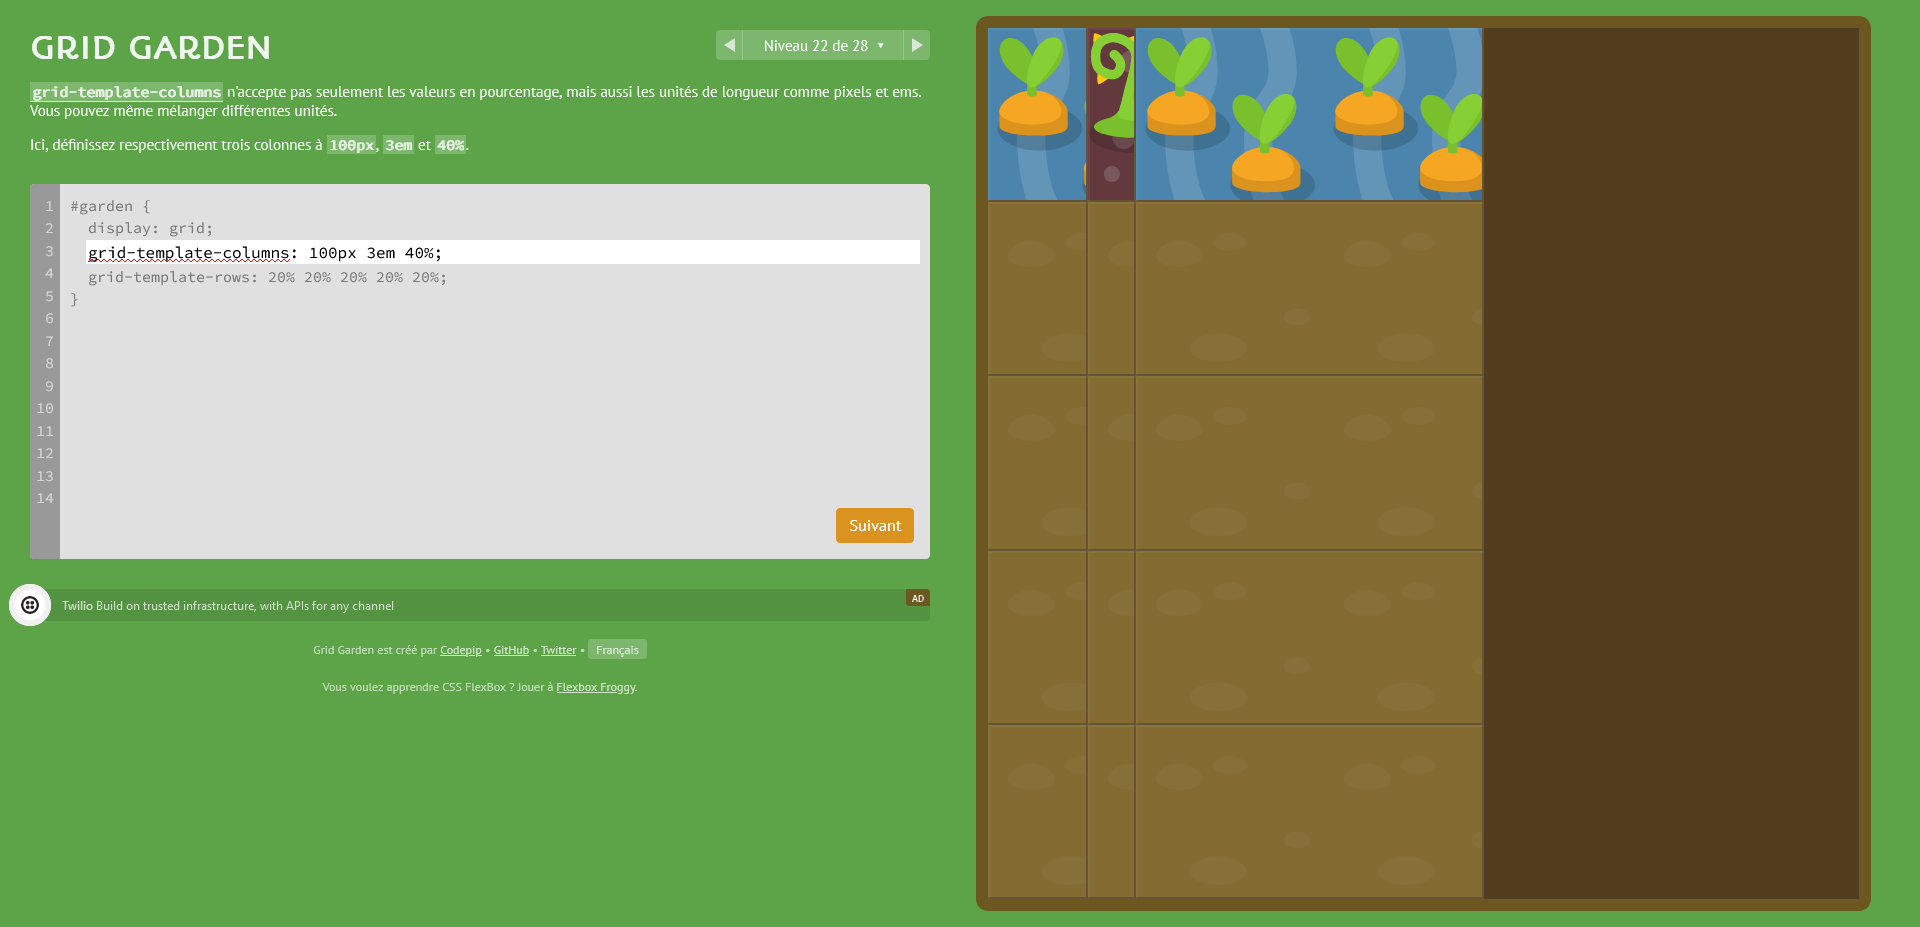 GRID GARDEN
Niveau 22 de 28 ▼
grid-template-columns n'accepte pas seulement les valeurs en pourcentage, mais aussi les unités de longueur comme pixels et ems.
Vous pouvez même mélanger différentes unités.
Ici, définissez respectivement trois colonnes à 100px, 3em et 40%.
1 #garden {
2 display: grid;
3 grid-template-columns: 100px 3em 40%;
4 grid-template-rows: 20% 20% 20% 20% 20%;
5 }
6
7
8
9
10
11
12
13
14
Suivant
Twilio Build on trusted infrastructure, with APIs for any channel
AD
Grid Garden est créé par Codepip • GitHub • Twitter • Français
Vous voulez apprendre CSS FlexBox ? Jouer à Flexbox Froggy.